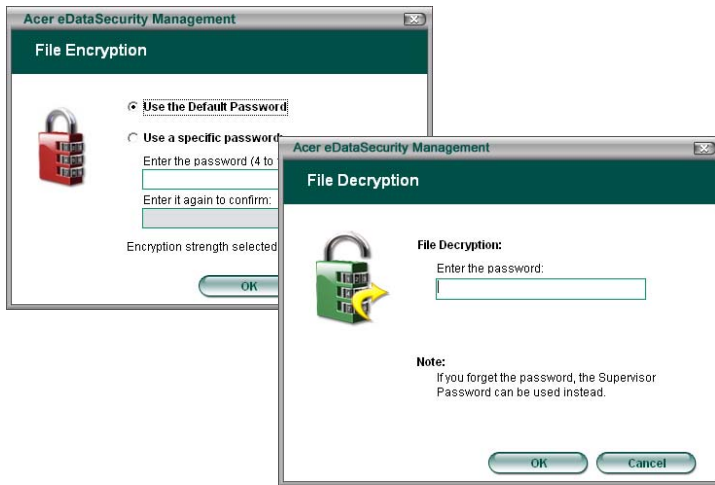 Acer eDataSecurity Management
File Encryption
Use the Default Password
Use a specific password:
Enter the password (4 to
Enter it again to confirm:
Encryption strength selected
OK
Acer eDataSecurity Management
File Decryption
File Decryption:
Enter the password:
Note:
If you forget the password, the Supervisor
Password can be used instead.
OK
Cancel